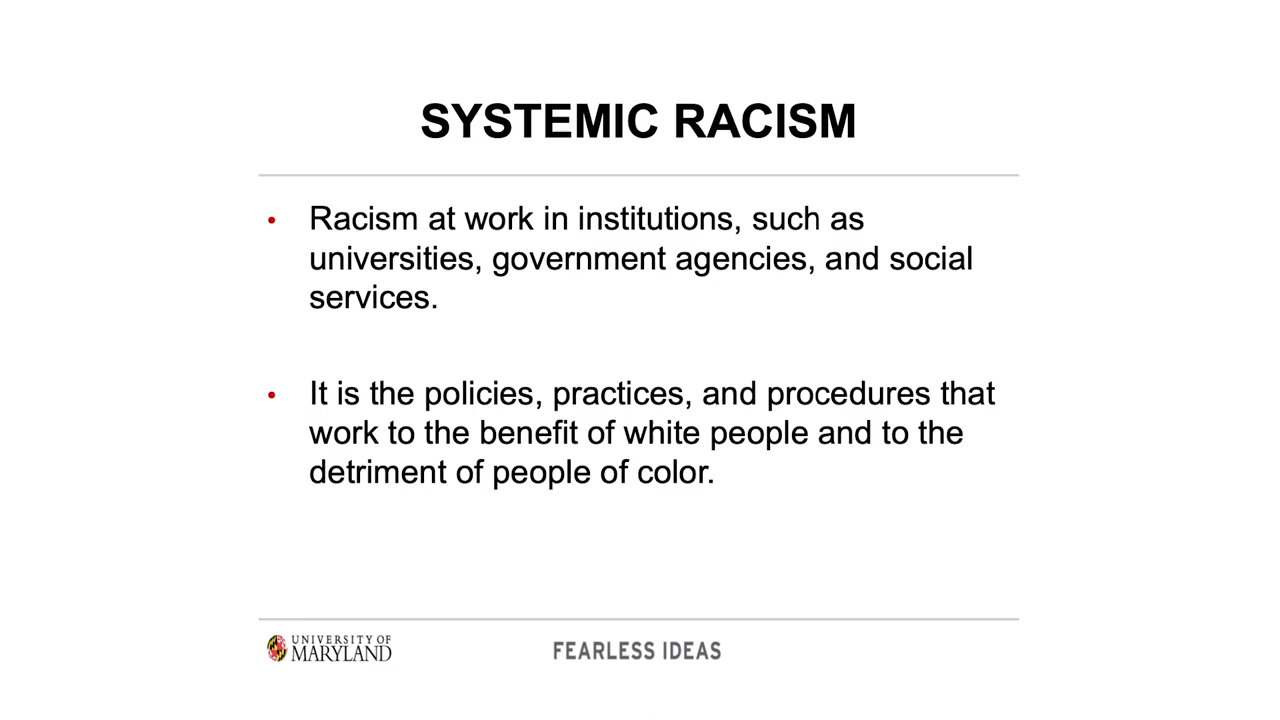 SYSTEMIC RACISM
• Racism at work in institutions, such as
universities, government agencies, and social
services.
• It is the policies, practices, and procedures that
work to the benefit of white people and to the
detriment of people of color.
UNIVERSITY OF
MARYLAND
FEARLESS IDEAS